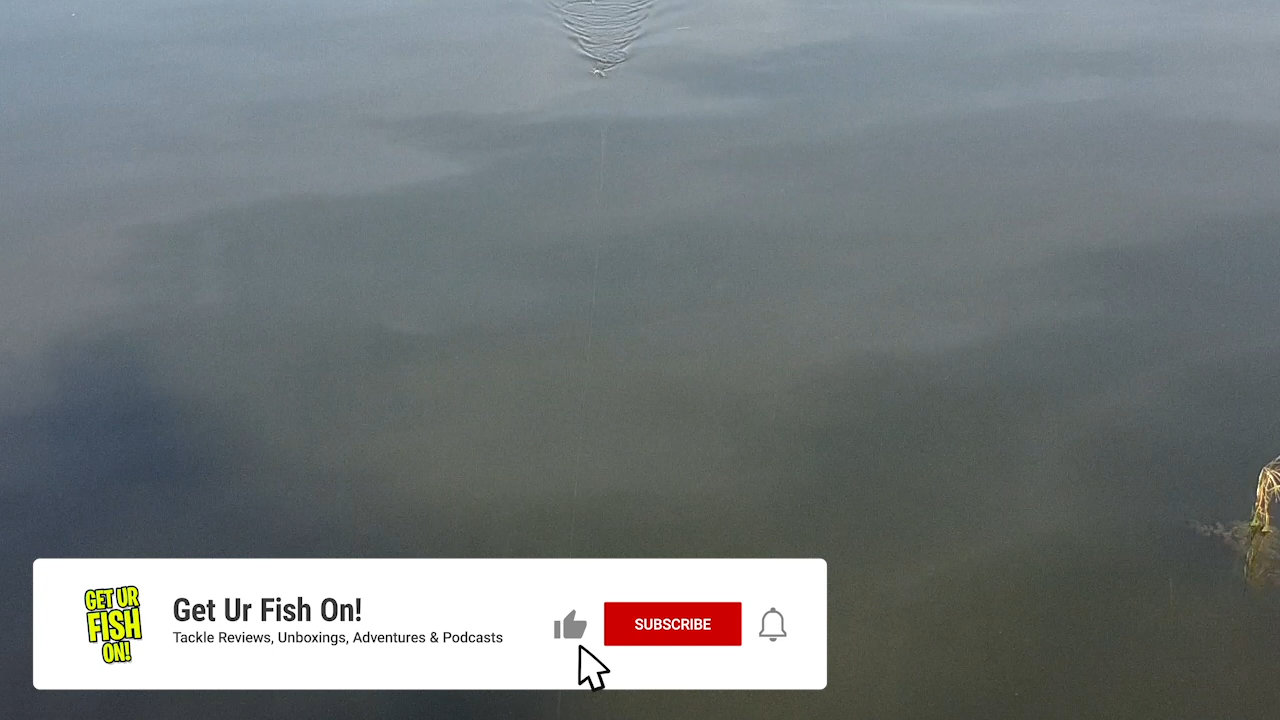 GET UR
FISH
ON!
Get Ur Fish On!
Tackle Reviews, Unboxings, Adventures & Podcasts
SUBSCRIBE